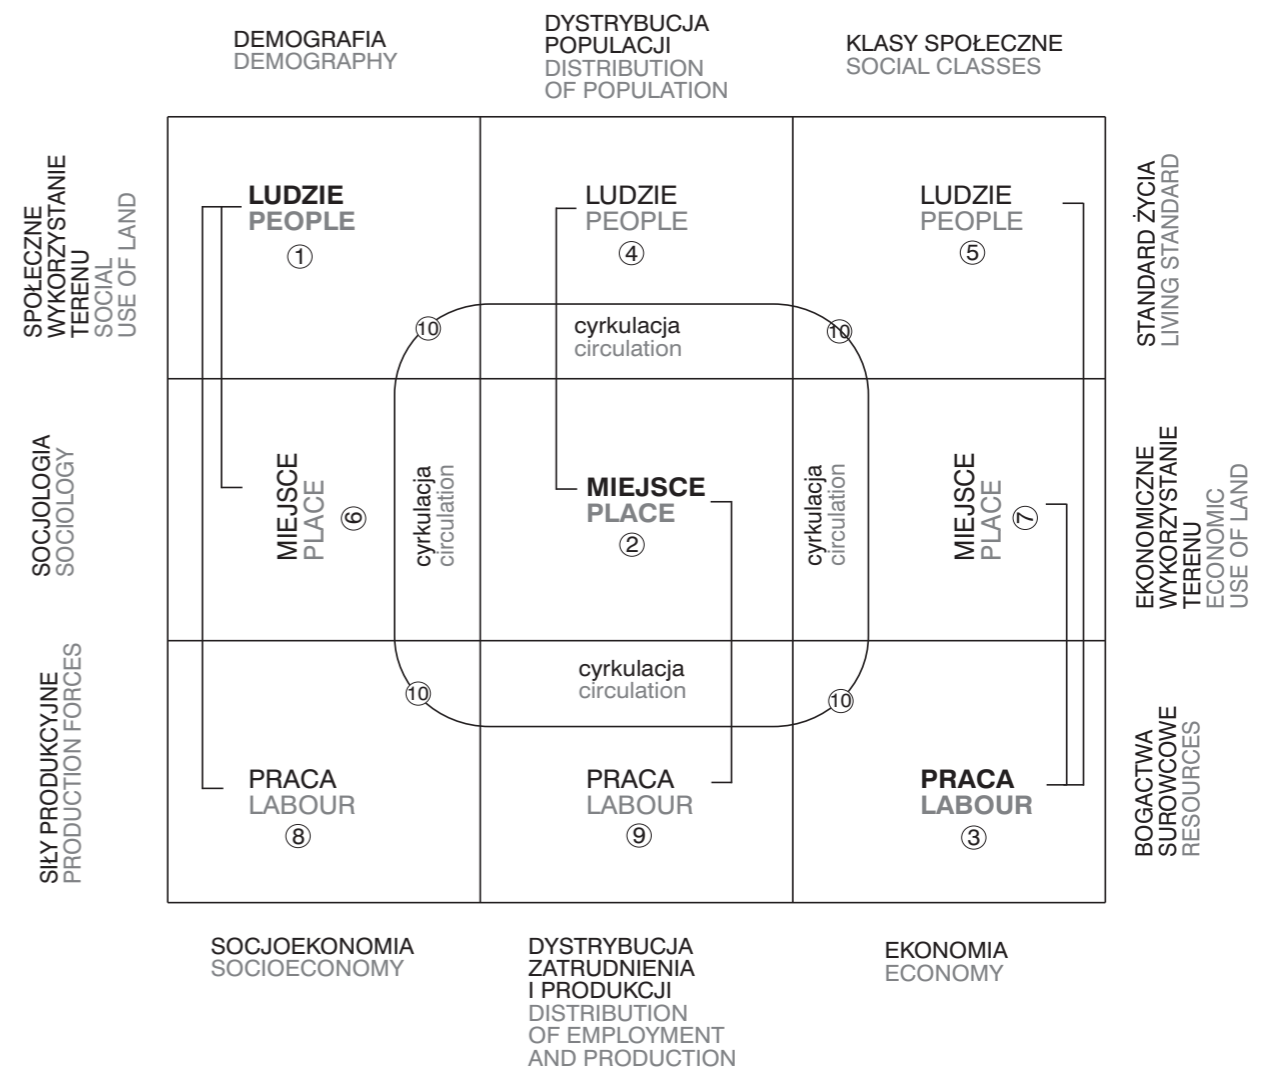 DEMOGRAFIA
DEMOGRAPHY
DYSTRYBUCJA
POPULACJI
DISTRIBUTION
OF POPULATION
KLASY SPOŁECZNE
SOCIAL CLASSES
SPOŁECZNE
WYKORZYSTANIE
TERENU
SOCIAL
USE OF LAND
LUDZIE
PEOPLE
1
LUDZIE
PEOPLE
4
LUDZIE
PEOPLE
5
STANDARD ŻYCIA
LIVING STANDARD
10
cyrkulacja
circulation
10
SOCJOLOGIA
SOCIOLOGY
MIEJSCE
PLACE
6
cyrkulacja
circulation
MIEJSCE
PLACE
2
cyrkulacja
circulation
MIEJSCE
PLACE
7
EKONOMICZNE
WYKORZYSTANIE
TERENU
ECONOMIC
USE OF LAND
10
cyrkulacja
circulation
10
SIŁY PRODUKCYJNE
PRODUCTION FORCES
PRACA
LABOUR
8
PRACA
LABOUR
9
PRACA
LABOUR
3
BOGACTWA
SUROWCOWE
RESOURCES
SOCJOEKONOMIA
SOCIOECONOMY
DYSTRYBUCJA
ZATRUDNIENIA
I PRODUKCJI
DISTRIBUTION
OF EMPLOYMENT
AND PRODUCTION
EKONOMIA
ECONOMY